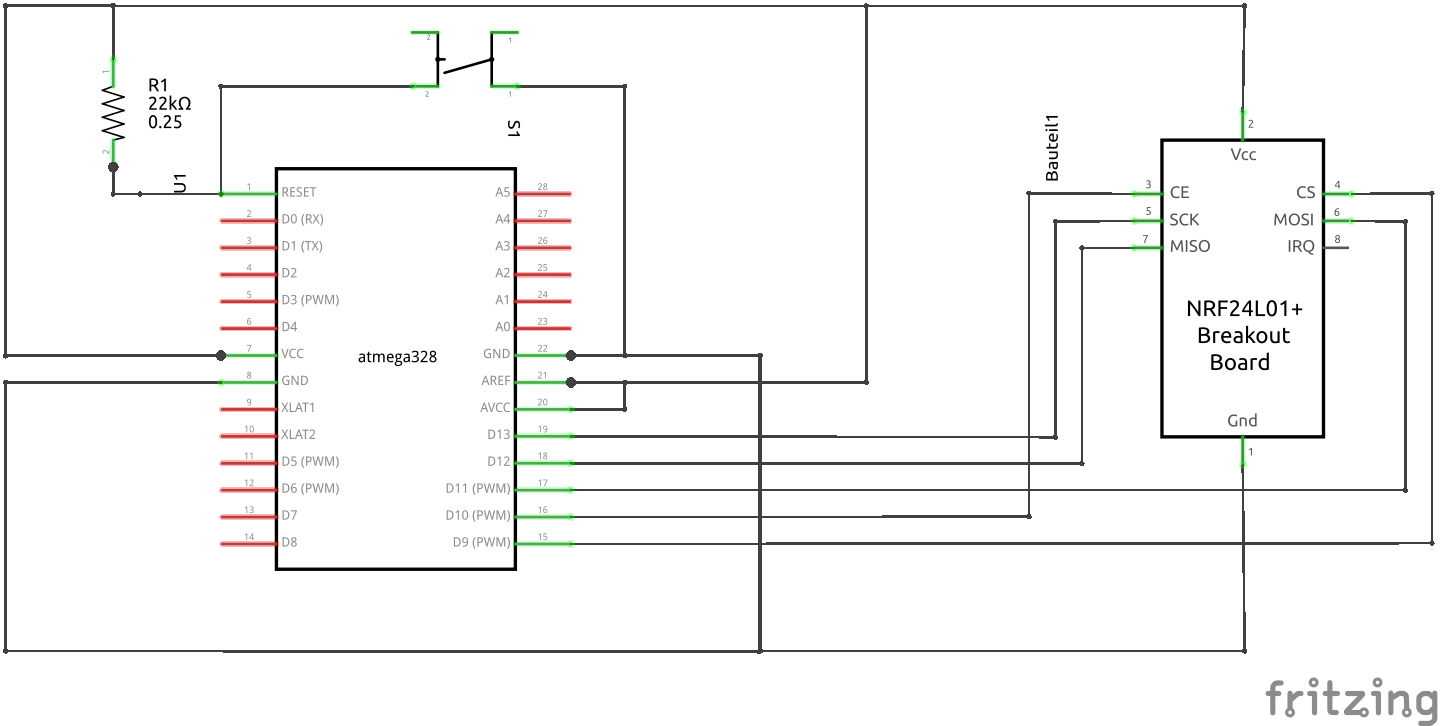 2
1
2
1
S1
1
R1
22kΩ
0.25
2
U1
Bauteil1
atmega328
1 RESET
2 D0 (RX)
3 D1 (TX)
4 D2
5 D3 (PWM)
6 D4
7 VCC
8 GND
9 XLAT1
10 XLAT2
11 D5 (PWM)
12 D6 (PWM)
13 D7
14 D8
A5 28
A4 27
A3 26
A2 25
A1 24
A0 23
GND 22
AREF 21
AVCC 20
D13 19
D12 18
D11 (PWM) 17
D10 (PWM) 16
D9 (PWM) 15
2
Vcc
3 CE
5 SCK
7 MISO
CS 4
MOSI 6
IRQ 8
NRF24L01+
Breakout
Board
Gnd
1
fritzing